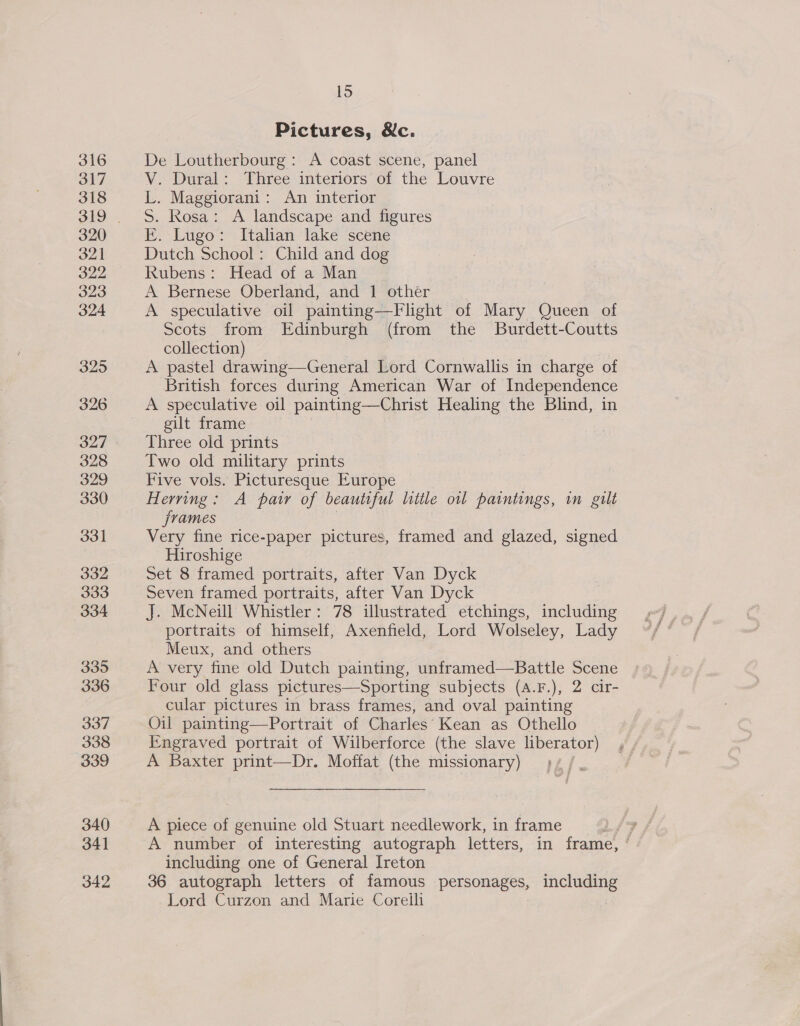 15
Pictures, &c.
316 De Loutherbourg : A coast scene, panel
317 V. Dural : Three interiors of the Louvre
318 L. Maggiorani : An interior
319 S. Rosa : A landscape and figures
320 E. Lugo : Italian lake scene
321 Dutch School : Child and dog
322 Rubens : Head of a Man
323 A Bernese Oberland, and 1 other
324 A speculative oil painting—Flight of Mary Queen of
Scots from Edinburgh (from the Burdett-Coutts
collection)
325 A pastel drawing—General Lord Cornwallis in charge of
British forces during American War of Independence
326 A speculative oil painting—Christ Healing the Blind, in
gilt frame
327 Three old prints
328 Two old military prints
329 Five vols. Picturesque Europe
330 Herring : A pair of beautiful little oil paintings, in gilt
frames
331 Very fine rice-paper pictures, framed and glazed, signed
Hiroshige
332 Set 8 framed portraits, after Van Dyck
333 Seven framed portraits, after Van Dyck
334 J. McNeill Whistler : 78 illustrated etchings, including
portraits of himself, Axenfield, Lord Wolseley, Lady
Meux, and others
335 A very fine old Dutch painting, unframed—Battle Scene
336 Four old glass pictures—Sporting subjects (A.F.), 2 cir-
cular pictures in brass frames, and oval painting
337 Oil painting—Portrait of Charles Kean as Othello
338 Engraved portrait of Wilberforce (the slave liberator)
339 A Baxter print—Dr. Moffat (the missionary)
340 A piece of genuine old Stuart needlework, in frame
341 A number of interesting autograph letters, in frame,
including one of General Ireton
342 36 autograph letters of famous personages, including
Lord Curzon and Marie Corelli